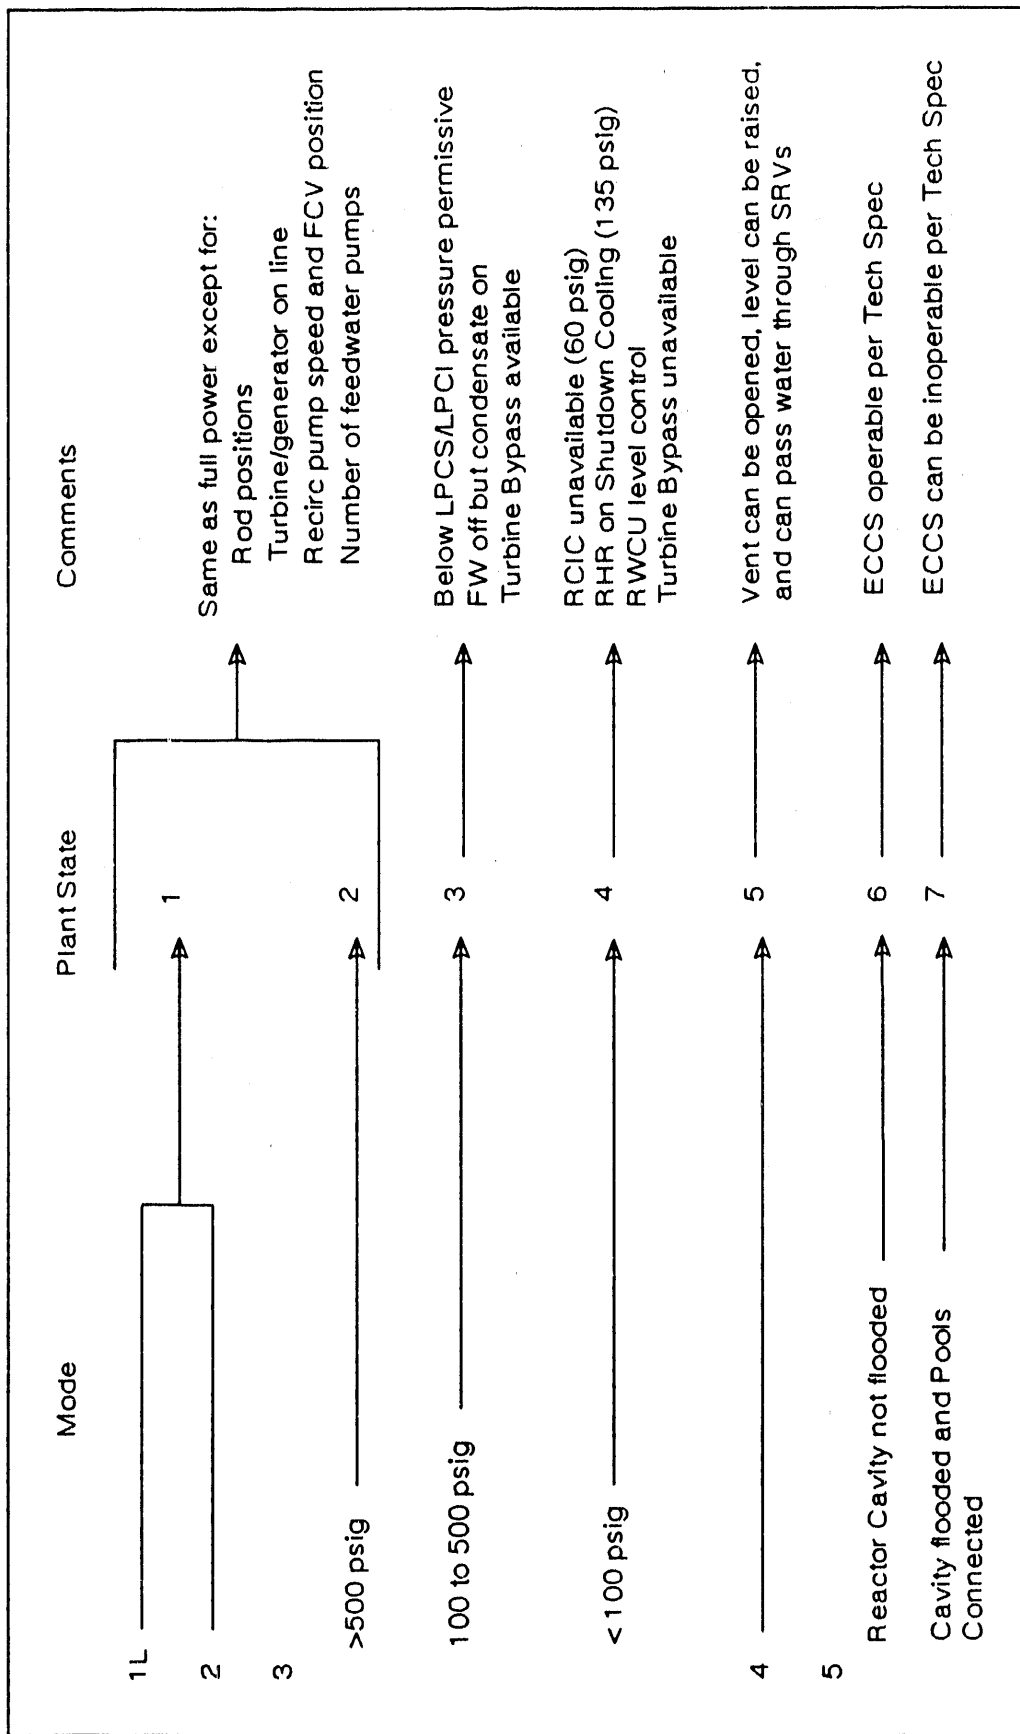 Mode
Plant State
Comments
1L
2
1
Same as full power except for:
Rod positions
Turbine/generator on line
Recirc pump speed and FCV position
Number of feedwater pumps
3
>500 psig
2
100 to 500 psig
3
Below LPCS/LPCI pressure permissive
FW off but condensate on
Turbine Bypass available
<100 psig
4
RCIC unavailable (60 psig)
RHR on Shutdown Cooling (135 psig)
RWCU level control
Turbine Bypass unavailable
4
5
Vent can be opened, level can be raised,
and can pass water through SRVs
5
Reactor Cavity not flooded
6
ECCS operable per Tech Spec
Cavity flooded and Pools
Connected
7
ECCS can be inoperable per Tech Spec